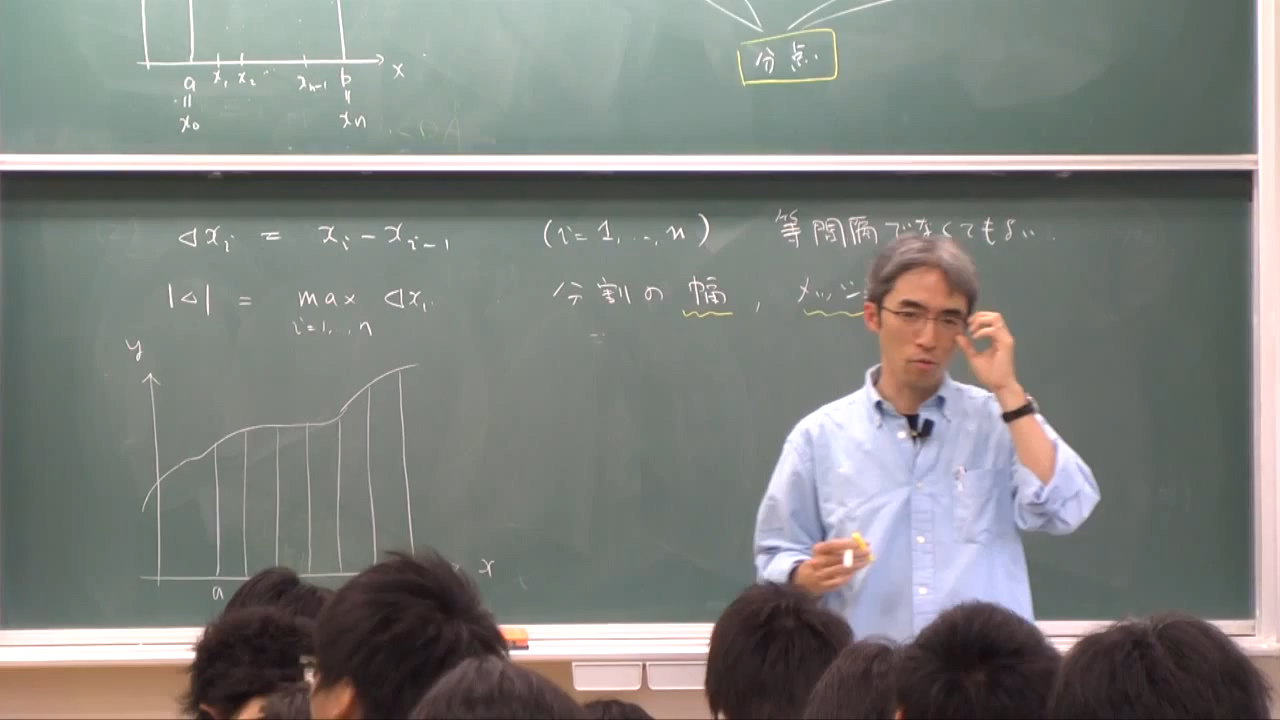 a x₁ x₂ … xₙ₋₁ b x
॥ ॥
x₀ xₙ
分点
Δxᵢ = xᵢ − xᵢ₋₁ (i=1,…,n) 等間隔でなくてもよい.
|Δ| = max Δxᵢ 分割の 幅, メッシ
i=1,…,n
y
x
a